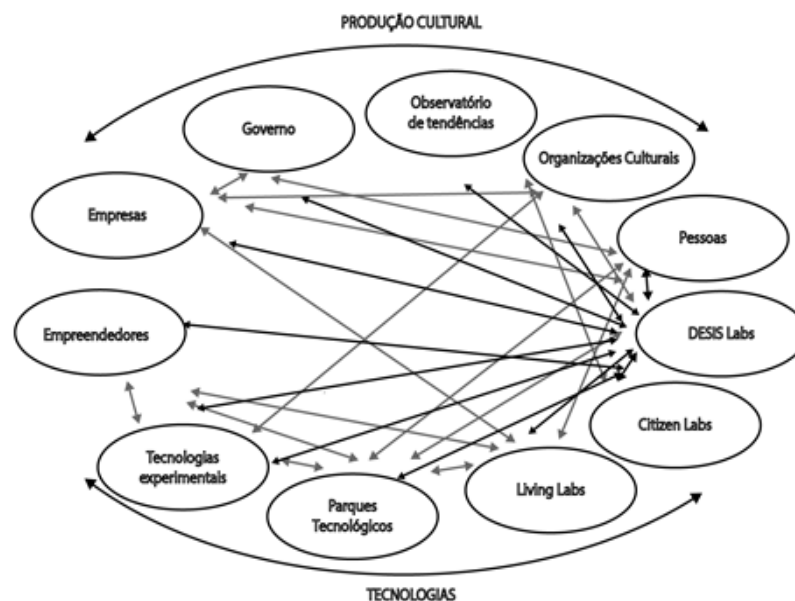 PRODUÇÃO CULTURAL
Observatório
de tendências
Governo
Organizações Culturais
Empresas
Pessoas
Empreendedores
DESIS Labs
Citizen Labs
Tecnologias
experimentais
Living Labs
Parques
Tecnológicos
TECNOLOGIAS